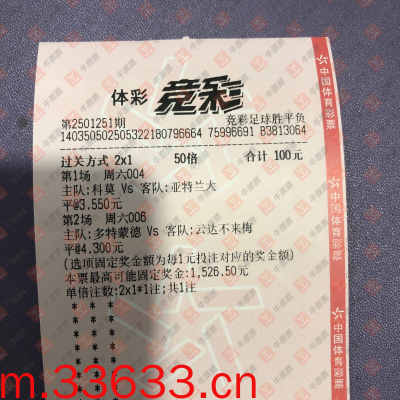 体彩 竞彩
第2501251期 竞彩足球胜平负
140350502505322180796664 75996691 B3813064
过关方式 2x1 50倍 合计 100元
第1场 周六004
主队:科莫 Vs 客队:亚特兰大
平@3.550元
第2场 周六006
主队:多特蒙德 Vs 客队:云达不来梅
平@4.300元
(选项固定奖金额为每1元投注对应的奖金额)
本票最高可能固定奖金:1,526.50元
单倍注数:2x1*1注;共1注
* * * *
* * * *
* * * *
中国体育彩票
中国体育彩票
中国体育彩票
m.33633.cn